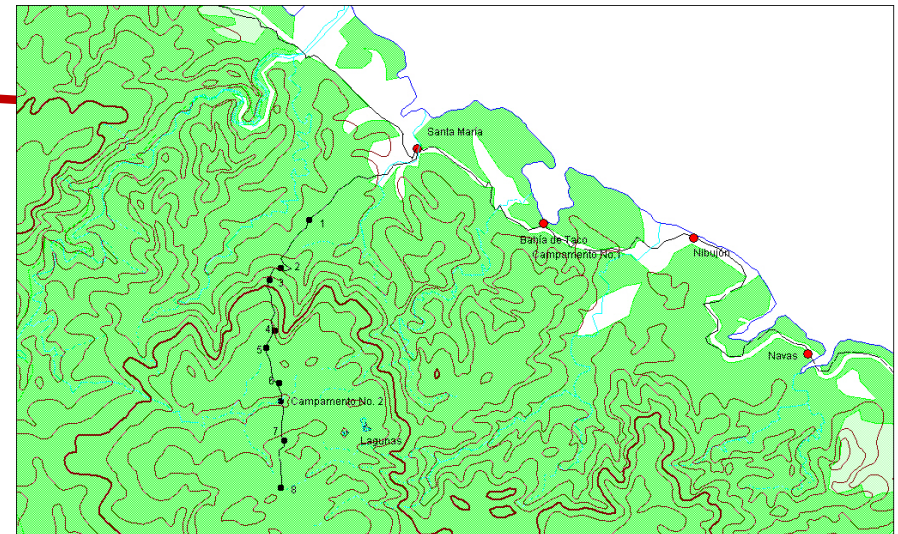 Santa María
1
Bahía de Taco
Campamento No.1
Nibujón
2
3
4
5
Navas
6
Campamento No. 2
7
Lagunas
8